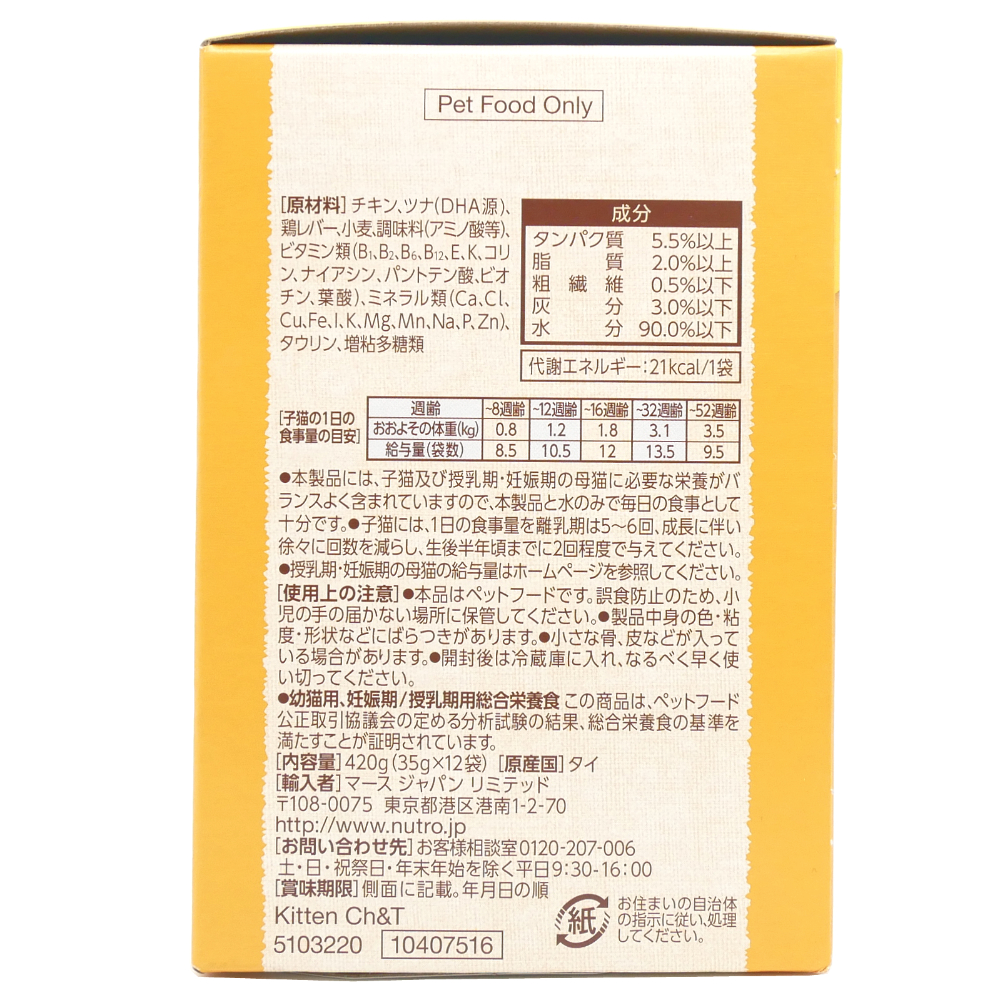 Pet Food Only
[原材料]チキン、ツナ(DHA源)、
鶏レバー、小麦、調味料(アミノ酸等)、
ビタミン類(B1、B2、B6、B12、E、K、コリ
ン、ナイアシン、パントテン酸、ビオ
チン、葉酸)、ミネラル類(Ca、Cl、
Cu、Fe、I、K、Mg、Mn、Na、P、Zn)、
タウリン、増粘多糖類
成分
タンパク質 5.5%以上
脂質 2.0%以上
粗繊維 0.5%以下
灰分 3.0%以下
水分 90.0%以下
代謝エネルギー:21kcal/1袋
[子猫の1日の
食事量の目安]
週齢 ~8週齢 ~12週齢 ~16週齢 ~32週齢 ~52週齢
おおよその体重(kg) 0.8 1.2 1.8 3.1 3.5
給与量(袋数) 8.5 10.5 12 13.5 9.5
●本製品には、子猫及び授乳期・妊娠期の母猫に必要な栄養がバ
ランスよく含まれていますので、本製品と水のみで毎日の食事として
十分です。●子猫には、1日の食事量を離乳期は5〜6回、成長に伴い
徐々に回数を減らし、生後半年頃までに2回程度で与えてください。
●授乳期・妊娠期の母猫の給与量はホームページを参照してください。
[使用上の注意]●本品はペットフードです。誤食防止のため、小
児の手の届かない場所に保管してください。●製品中身の色・粘
度・形状などにばらつきがあります。●小さな骨、皮などが入って
いる場合があります。●開封後は冷蔵庫に入れ、なるべく早く使
い切ってください。
●幼猫用、妊娠期/授乳期用総合栄養食 この商品は、ペットフード
公正取引協議会の定める分析試験の結果、総合栄養食の基準を
満たすことが証明されています。
[内容量]420g(35g×12袋) [原産国]タイ
[輸入者]マース ジャパン リミテッド
〒108-0075 東京都港区港南1-2-70
http://www.nutro.jp
[お問い合わせ先]お客様相談室0120-207-006
土・日・祝祭日・年末年始を除く平日9:30-16:00
[賞味期限]側面に記載。年月日の順
Kitten Ch&T
5103220 10407516
紙
お住まいの自治体
の指示に従い、処理
してください。